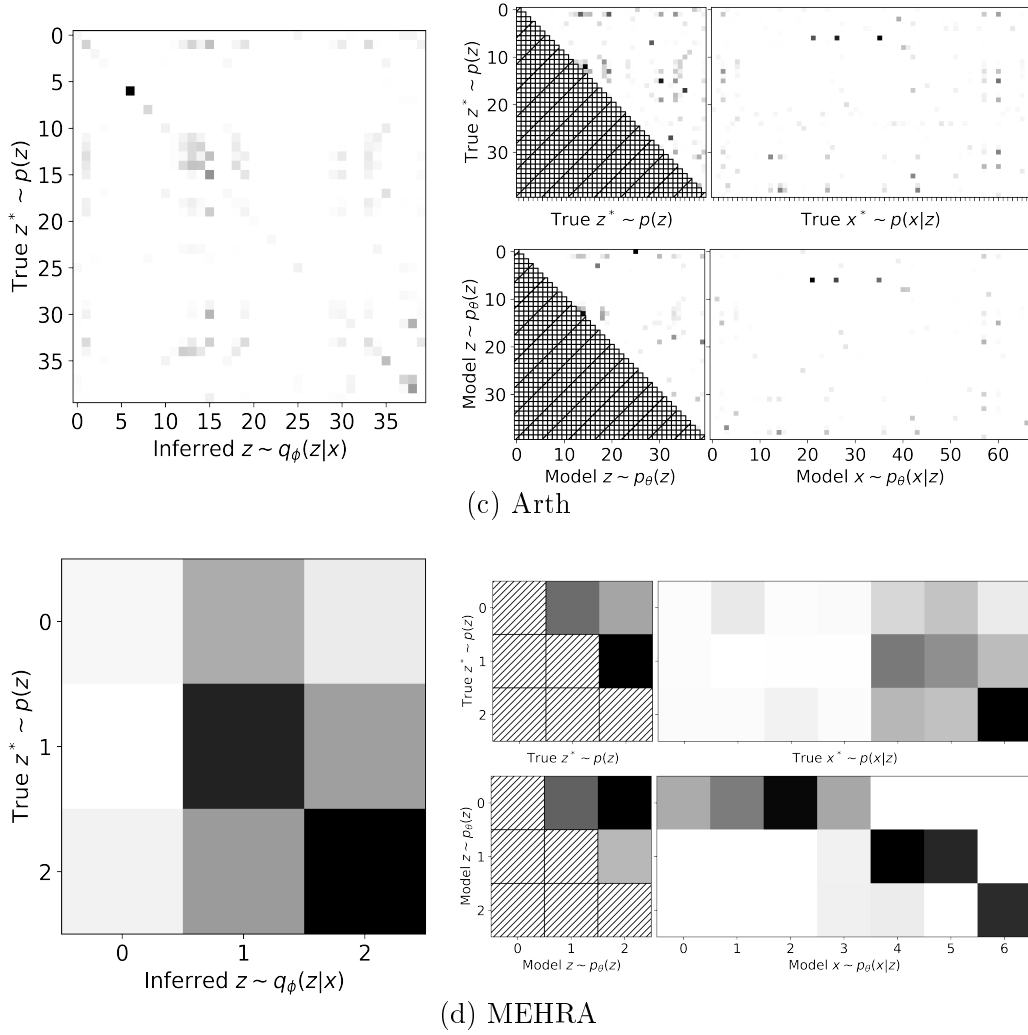 0
5
10
15
20
25
30
35
True z* ~ p(z)
0 5 10 15 20 25 30 35
Inferred z ~ qϕ(z|x)
0
10
20
30
True z* ~ p(z)
True z* ~ p(z)
True x* ~ p(x|z)
0
10
20
30
Model z ~ pθ(z)
0 10 20 30
Model z ~ pθ(z)
0 20 40 60
Model x ~ pθ(x|z)
(c) Arth
0
1
2
True z* ~ p(z)
0 1 2
Inferred z ~ qϕ(z|x)
0
1
2
True z* ~ p(z)
True z* ~ p(z)
True x* ~ p(x|z)
0
1
2
Model z ~ pθ(z)
0 1 2
Model z ~ pθ(z)
0 1 2 3 4 5 6
Model x ~ pθ(x|z)
(d) MEHRA